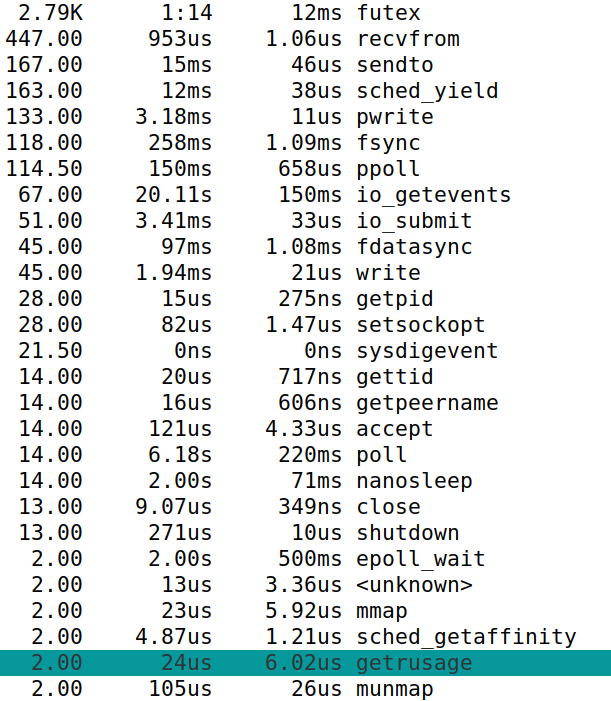 2.79K 1:14 12ms futex
447.00 953us 1.06us recvfrom
167.00 15ms 46us sendto
163.00 12ms 38us sched_yield
133.00 3.18ms 11us pwrite
118.00 258ms 1.09ms fsync
114.50 150ms 658us ppoll
67.00 20.11s 150ms io_getevents
51.00 3.41ms 33us io_submit
45.00 97ms 1.08ms fdatasync
45.00 1.94ms 21us write
28.00 15us 275ns getpid
28.00 82us 1.47us setsockopt
21.50 0ns 0ns sysdigevent
14.00 20us 717ns gettid
14.00 16us 606ns getpeername
14.00 121us 4.33us accept
14.00 6.18s 220ms poll
14.00 2.00s 71ms nanosleep
13.00 9.07us 349ns close
13.00 271us 10us shutdown
2.00 2.00s 500ms epoll_wait
2.00 13us 3.36us <unknown>
2.00 23us 5.92us mmap
2.00 4.87us 1.21us sched_getaffinity
2.00 24us 6.02us getrusage
2.00 105us 26us munmap